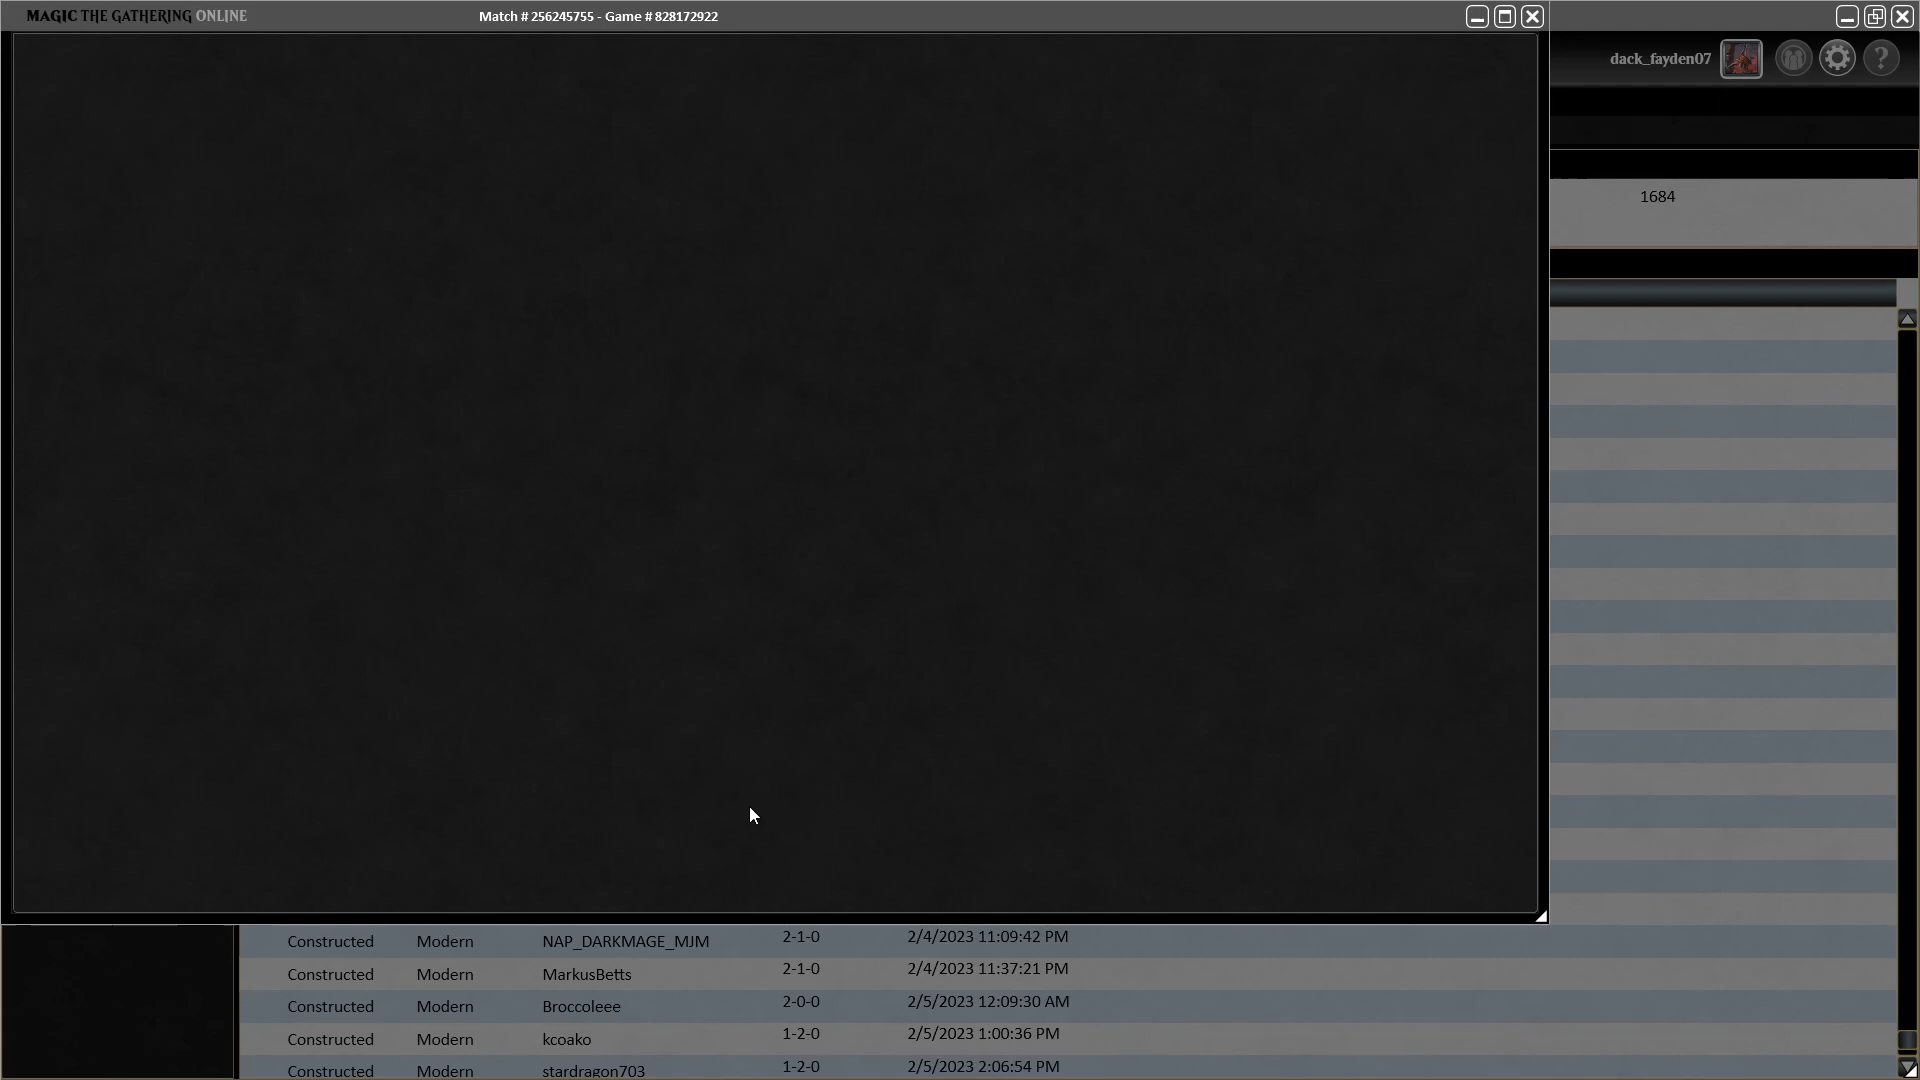 MAGIC THE GATHERING ONLINE
Match # 256245755 - Game # 828172922
dack_fayden07
?
1684
Constructed Modern NAP_DARKMAGE_MJM 2-1-0 2/4/2023 11:09:42 PM
Constructed Modern MarkusBetts 2-1-0 2/4/2023 11:37:21 PM
Constructed Modern Broccoleee 2-0-0 2/5/2023 12:09:30 AM
Constructed Modern kcoako 1-2-0 2/5/2023 1:00:36 PM
Constructed Modern stardragon703 1-2-0 2/5/2023 2:06:54 PM